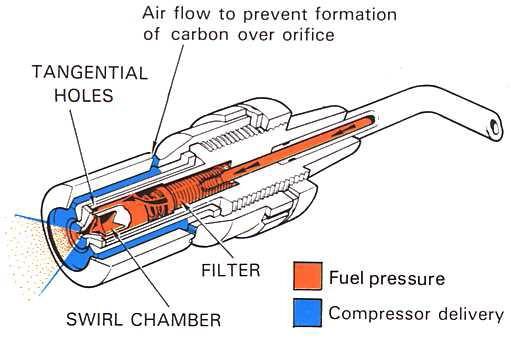 Air flow to prevent formation
of carbon over orifice
TANGENTIAL
HOLES
FILTER
SWIRL CHAMBER
Fuel pressure
Compressor delivery